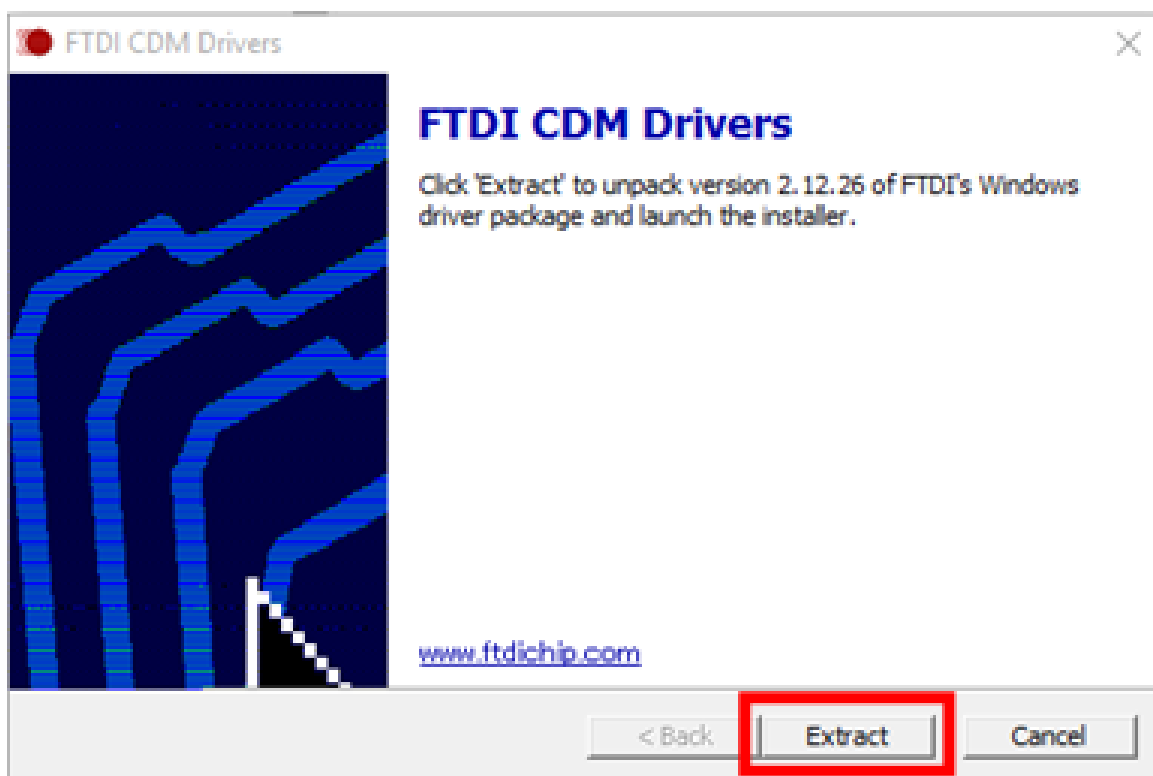 FTDI CDM Drivers
FTDI CDM Drivers
Click 'Extract' to unpack version 2.12.26 of FTDI's Windows
driver package and launch the installer.
www.ftdichip.com
< Back
Extract
Cancel